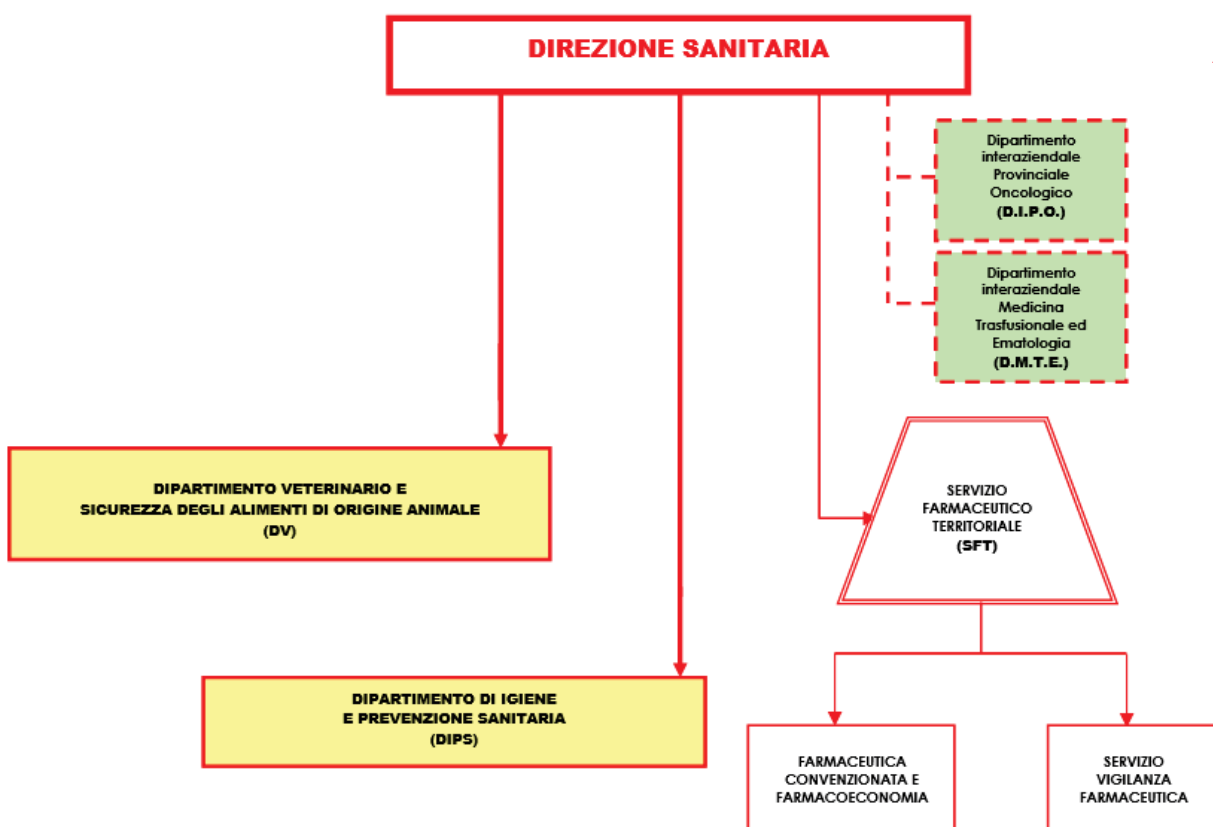 DIREZIONE SANITARIA
Dipartimento
interaziendale
Provinciale
Oncologico
(D.I.P.O.)
Dipartimento
interaziendale
Medicina
Trasfusionale ed
Ematologia
(D.M.T.E.)
DIPARTIMENTO VETERINARIO E
SICUREZZA DEGLI ALIMENTI DI ORIGINE ANIMALE
(DV)
SERVIZIO
FARMACEUTICO
TERRITORIALE
(SFT)
DIPARTIMENTO DI IGIENE
E PREVENZIONE SANITARIA
(DIPS)
FARMACEUTICA
CONVENZIONATA E
FARMACOECONOMIA
SERVIZIO
VIGILANZA
FARMACEUTICA